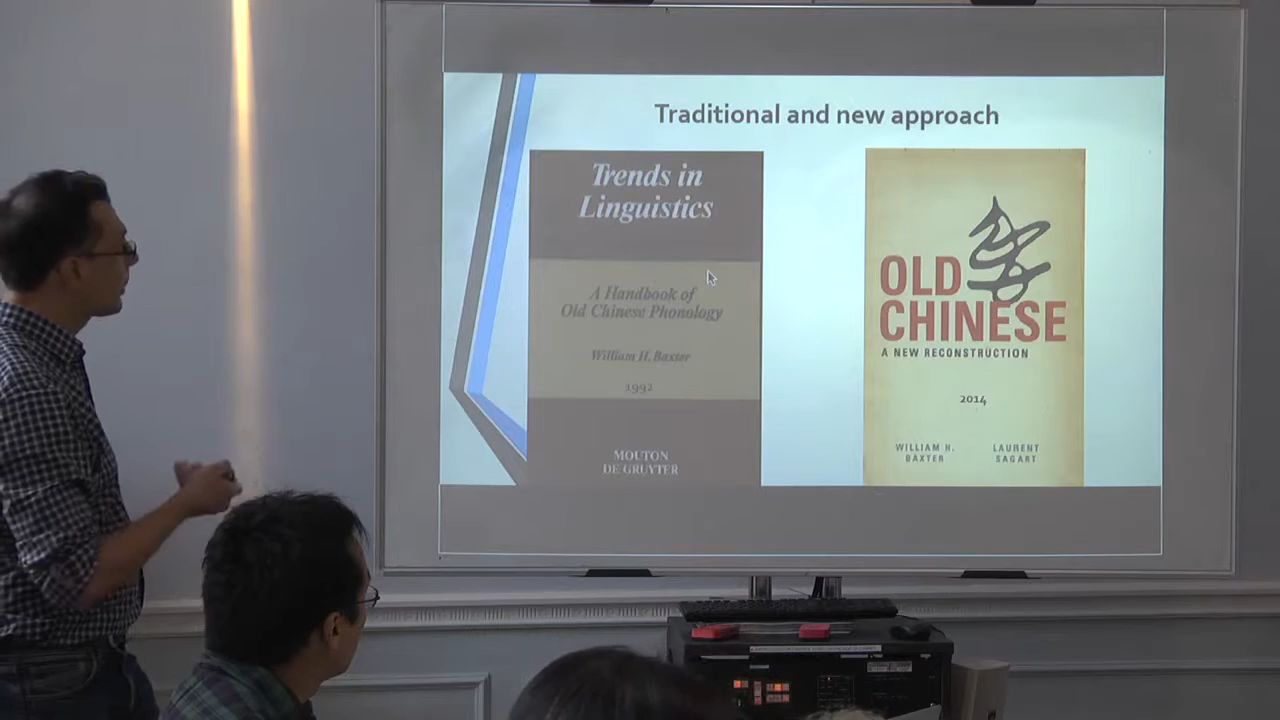 Traditional and new approach
Trends in
Linguistics
A Handbook of
Old Chinese Phonology
William H. Baxter
1992
MOUTON
DE GRUYTER
OLD
CHINESE
A NEW RECONSTRUCTION
2014
WILLIAM H.
BAXTER
LAURENT
SAGART